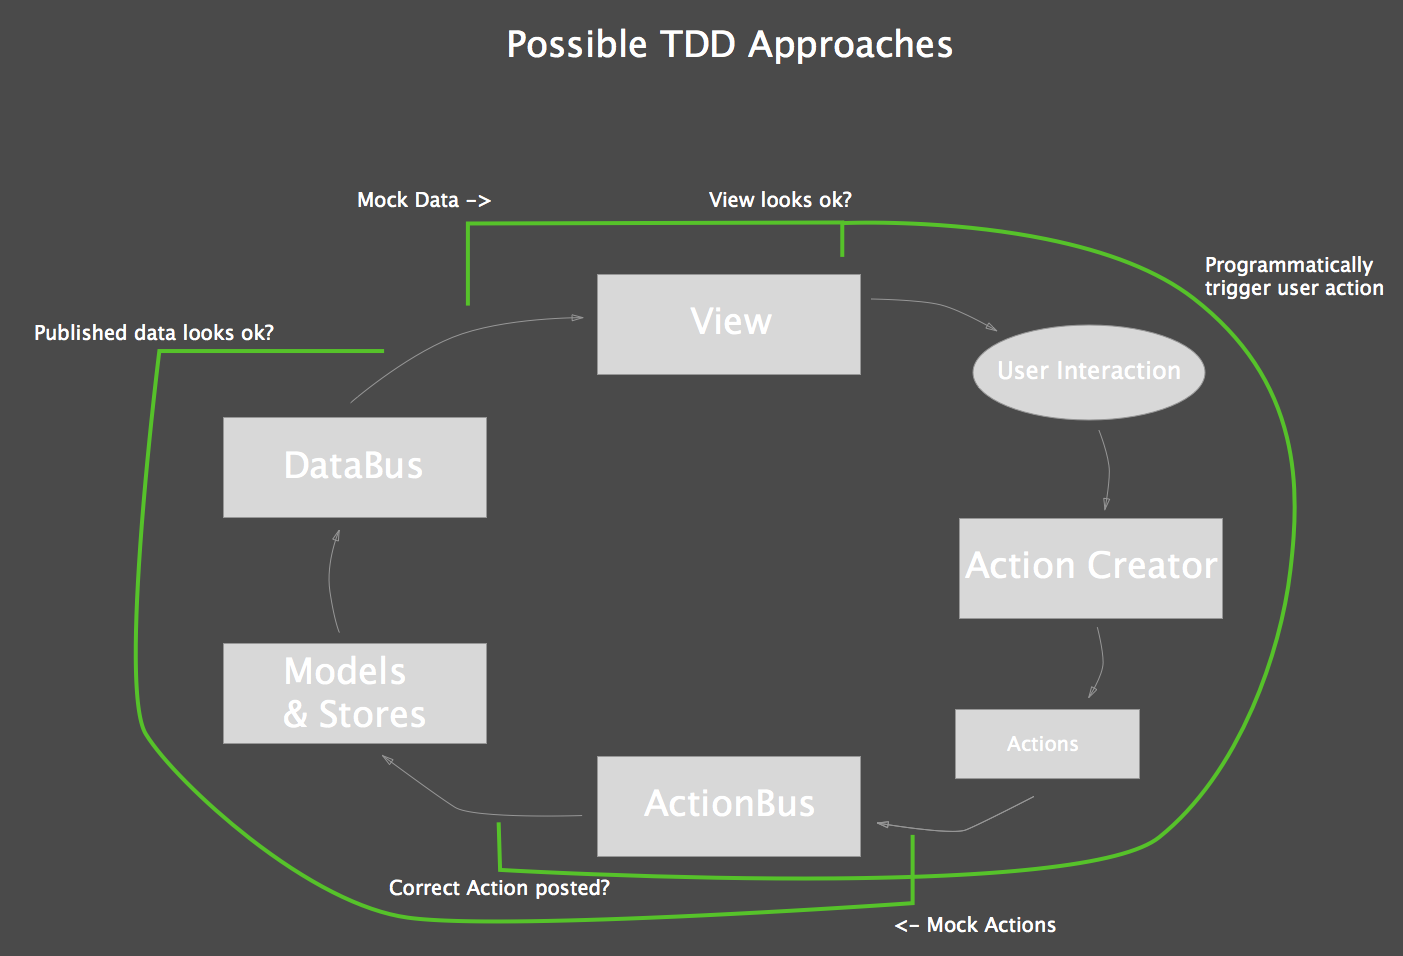 Possible TDD Approaches
Mock Data ->
View looks ok?
Programmatically
trigger user action
Published data looks ok?
View
User Interaction
DataBus
Action Creator
Models
& Stores
Actions
ActionBus
Correct Action posted?
<- Mock Actions